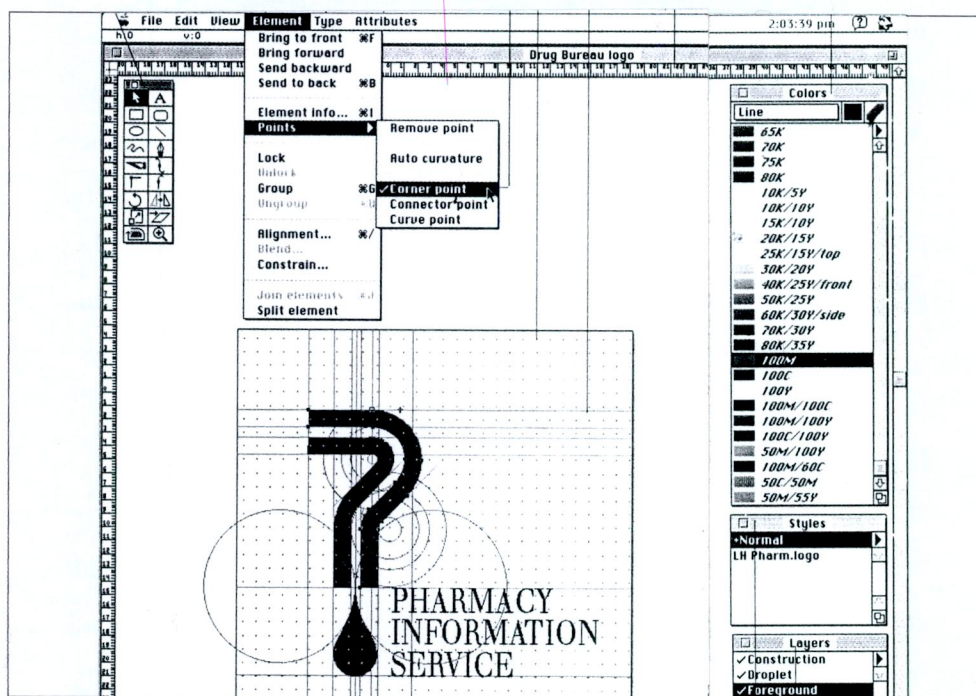 File Edit View Element Type Attributes
2:03:39 pm
h:0 v:0
Drug Bureau logo
Bring to front ⌘F
Bring forward
Send backward
Send to back ⌘B
Element info... ⌘I
Points
Lock
Unlock
Group ⌘G
Ungroup ⌘U
Alignment... ⌘/
Blend...
Constrain...
Join elements ⌘J
Split element
Remove point
Auto curvature
✓Corner point
Connector point
Curve point
A
Colors
Line
65K
70K
75K
80K
10K/5Y
10K/10Y
15K/10Y
20K/15Y
25K/15Y/top
30K/20Y
40K/25Y/front
50K/25Y
60K/30Y/side
70K/30Y
80K/35Y
100M
100C
100Y
100M/100C
100M/100Y
100C/100Y
50M/100Y
100M/60C
50C/50M
50M/55Y
Styles
+Normal
LH Pharm.logo
Layers
✓Construction
✓Droplet
✓Foreground
PHARMACY
INFORMATION
SERVICE